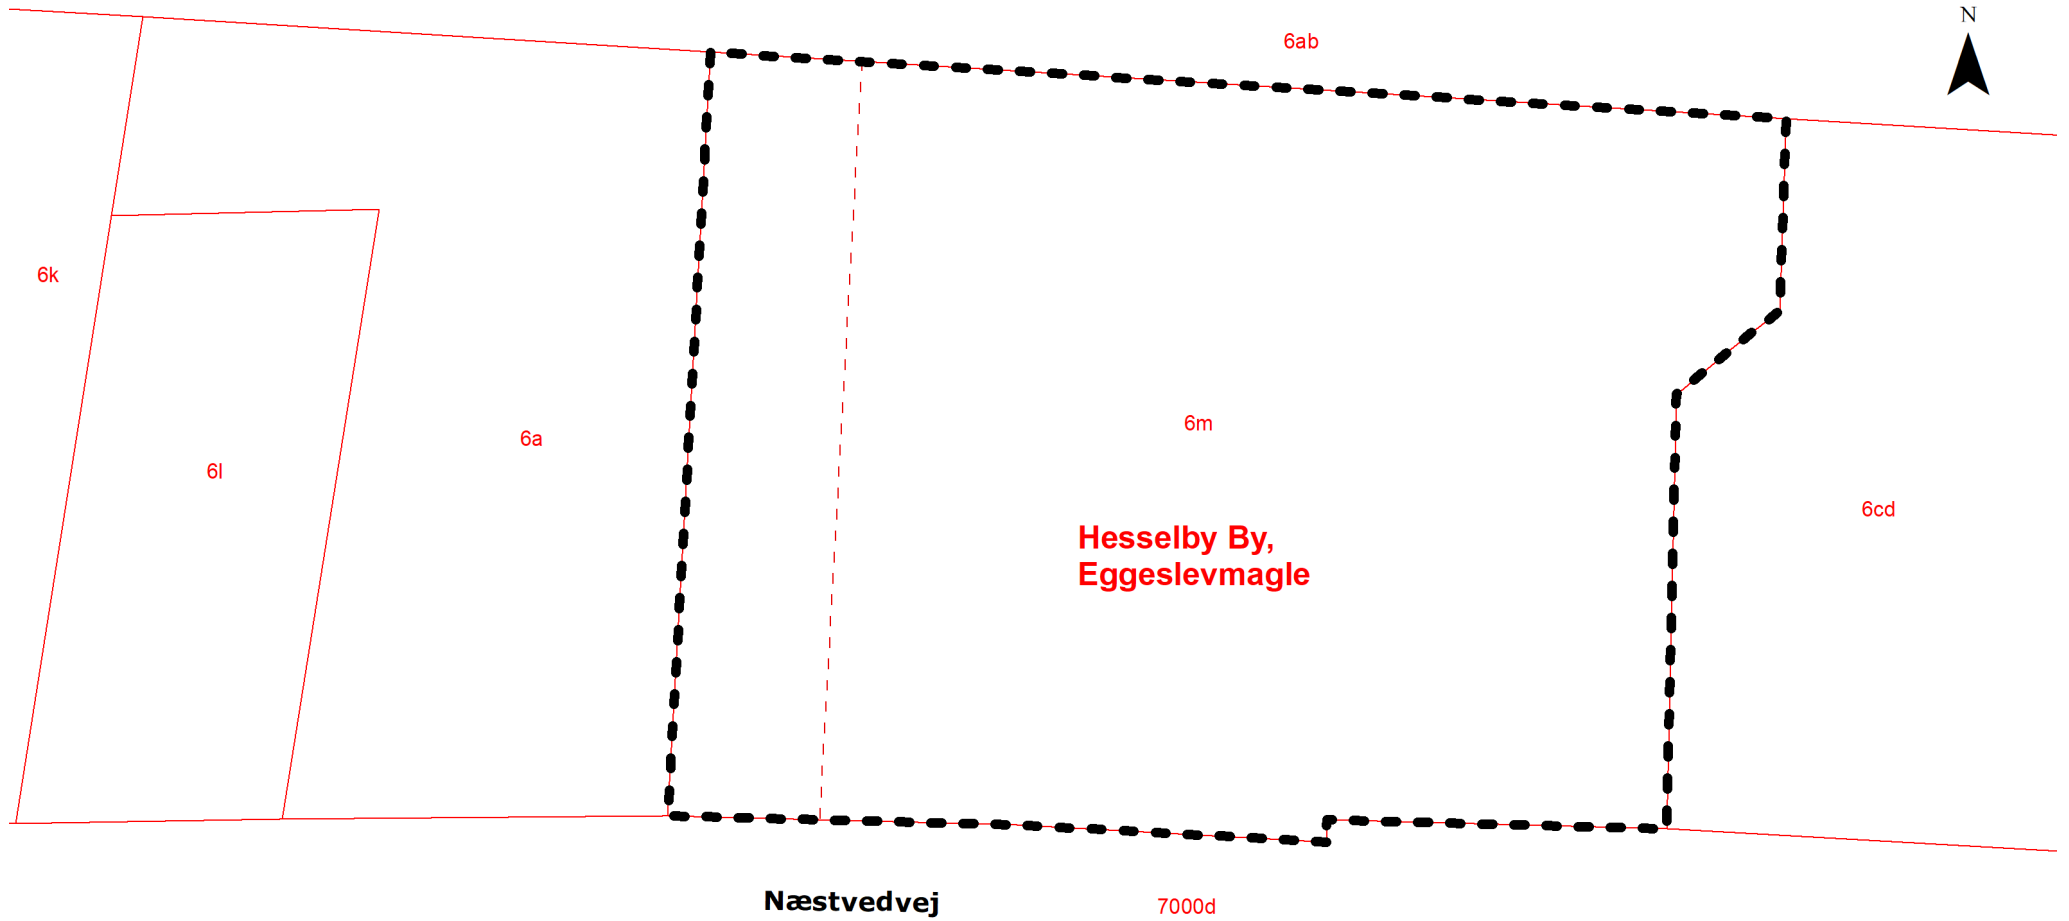 N
6ab
6k
6m
6a
6l
6cd
Hesselby By,
Eggeslevmagle
Næstvedvej
7000d